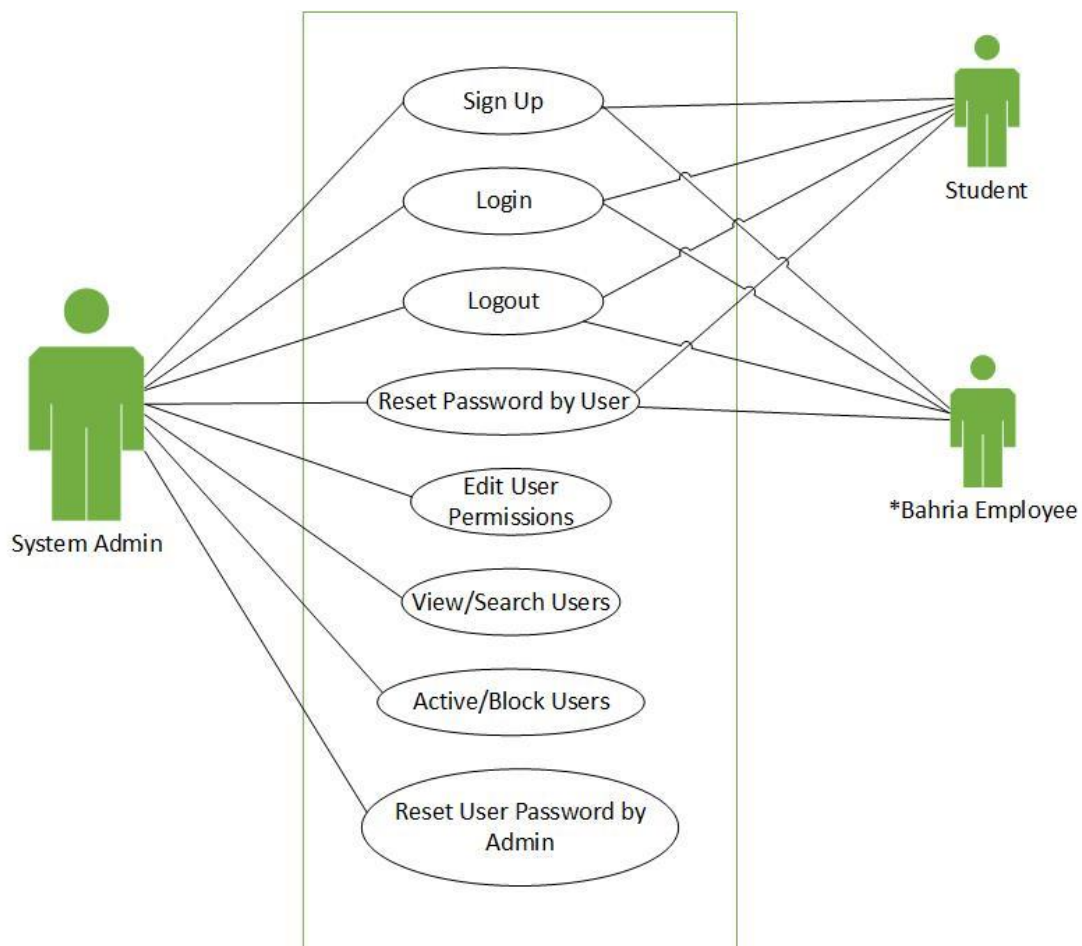 Sign Up
Login
Logout
Reset Password by User
Edit User
Permissions
View/Search Users
Active/Block Users
Reset User Password by
Admin
System Admin
Student
*Bahria Employee